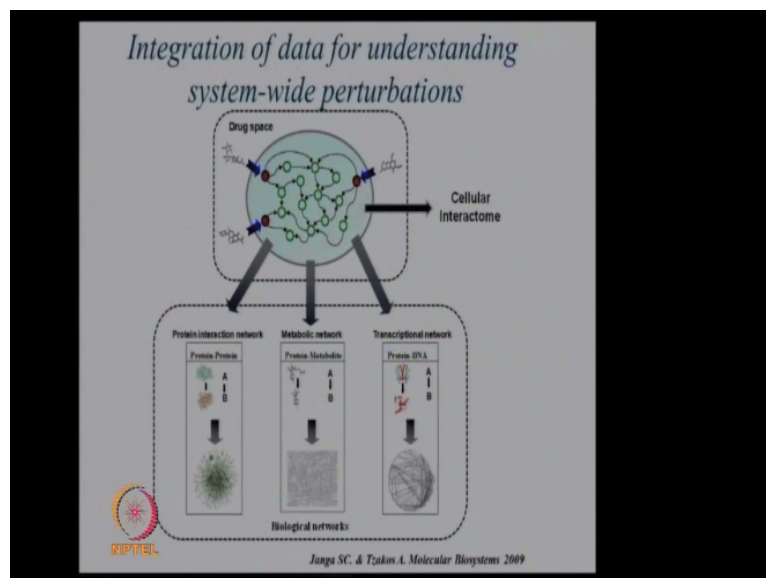 Integration of data for understanding
system-wide perturbations
Drug space
Cellular
Interactome
Protein interaction network
Metabolic network
Transcriptional network
Protein-Protein
Protein-Metabolite
Protein-DNA
A
B
A
B
A
B
Biological networks
NPTEL
Janga SC. & Tzakos A. Molecular Biosystems 2009